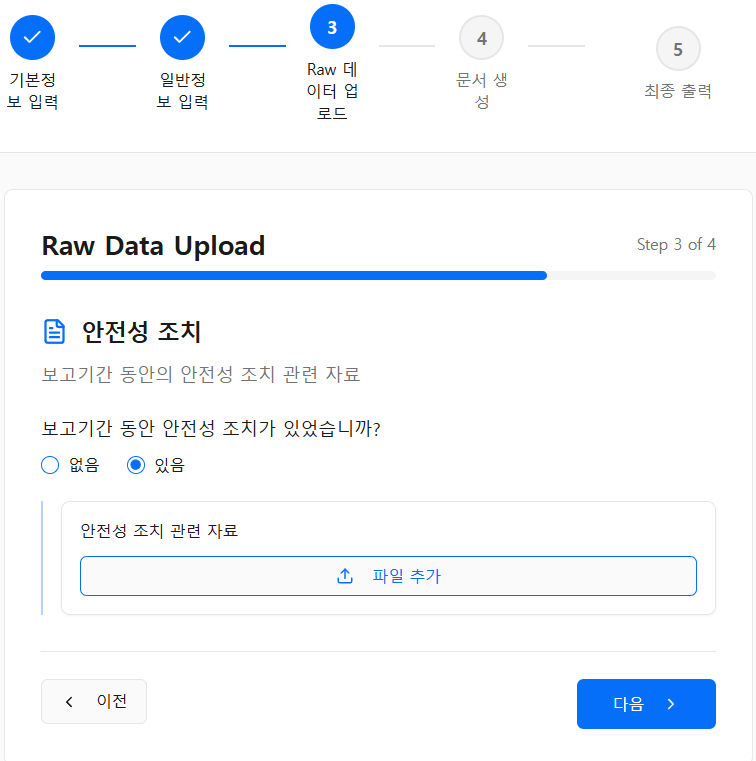 기본정
보 입력
일반정
보 입력
3
Raw 데
이터 업
로드
4
문서 생
성
5
최종 출력
Raw Data Upload
Step 3 of 4
안전성 조치
보고기간 동안의 안전성 조치 관련 자료
보고기간 동안 안전성 조치가 있었습니까?
없음 있음
안전성 조치 관련 자료
파일 추가
이전
다음